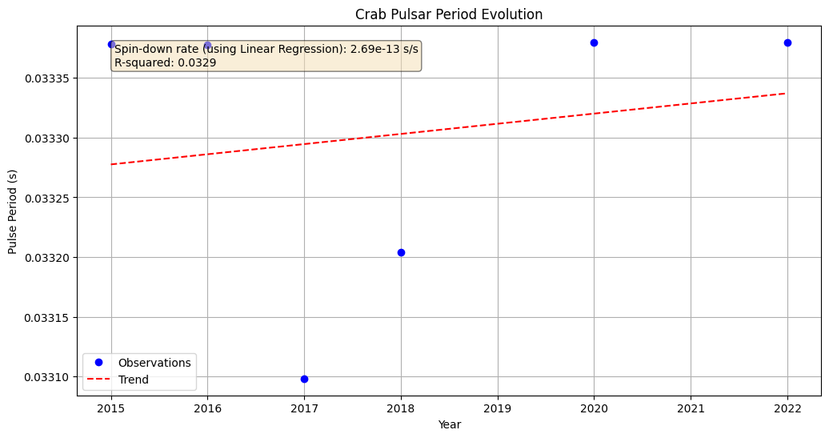 Crab Pulsar Period Evolution
Spin-down rate (using Linear Regression): 2.69e-13 s/s
R-squared: 0.0329
Pulse Period (s)
0.03335
0.03330
0.03325
0.03320
0.03315
0.03310
Observations
Trend
2015 2016 2017 2018 2019 2020 2021 2022
Year